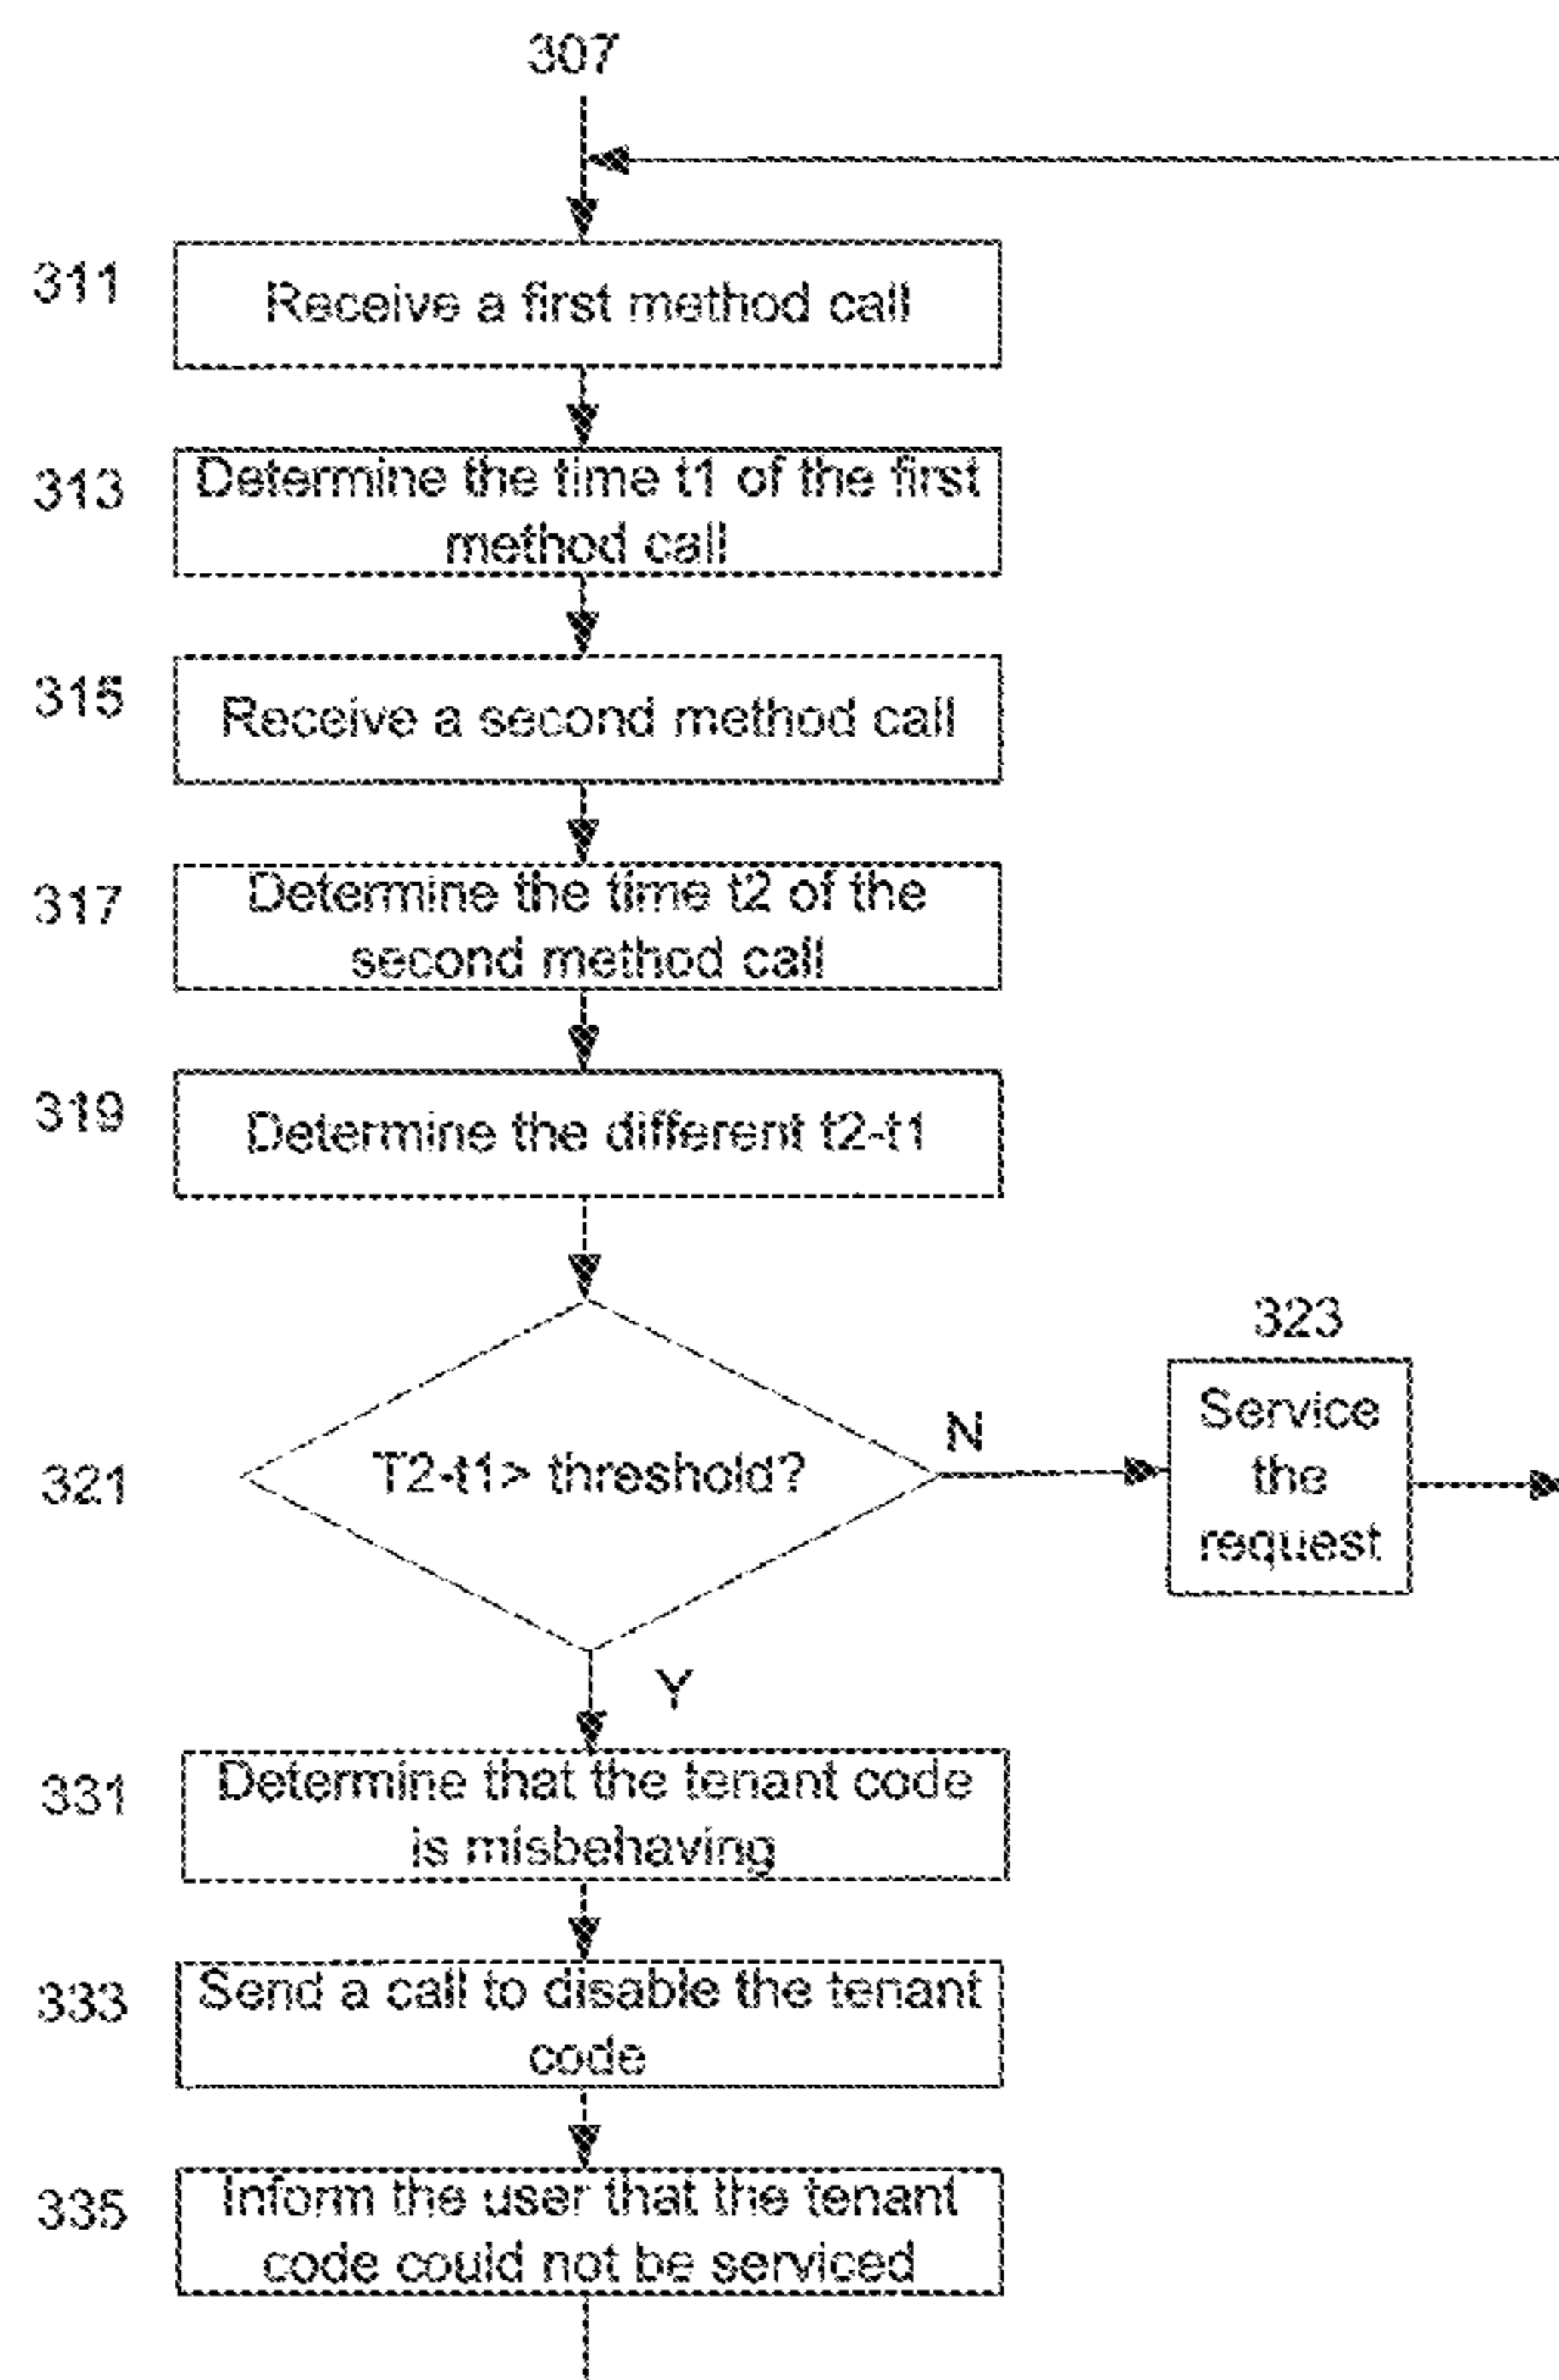 307
311
Receive a first method call
313
Determine the time t1 of the first
method call
315
Receive a second method call
317
Determine the time t2 of the
second method call
319
Determine the different t2-t1
321
T2-t1> threshold?
N
323
Service
the
request
Y
331
Determine that the tenant code
is misbehaving
333
Send a call to disable the tenant
code
335
Inform the user that the tenant
code could not be serviced